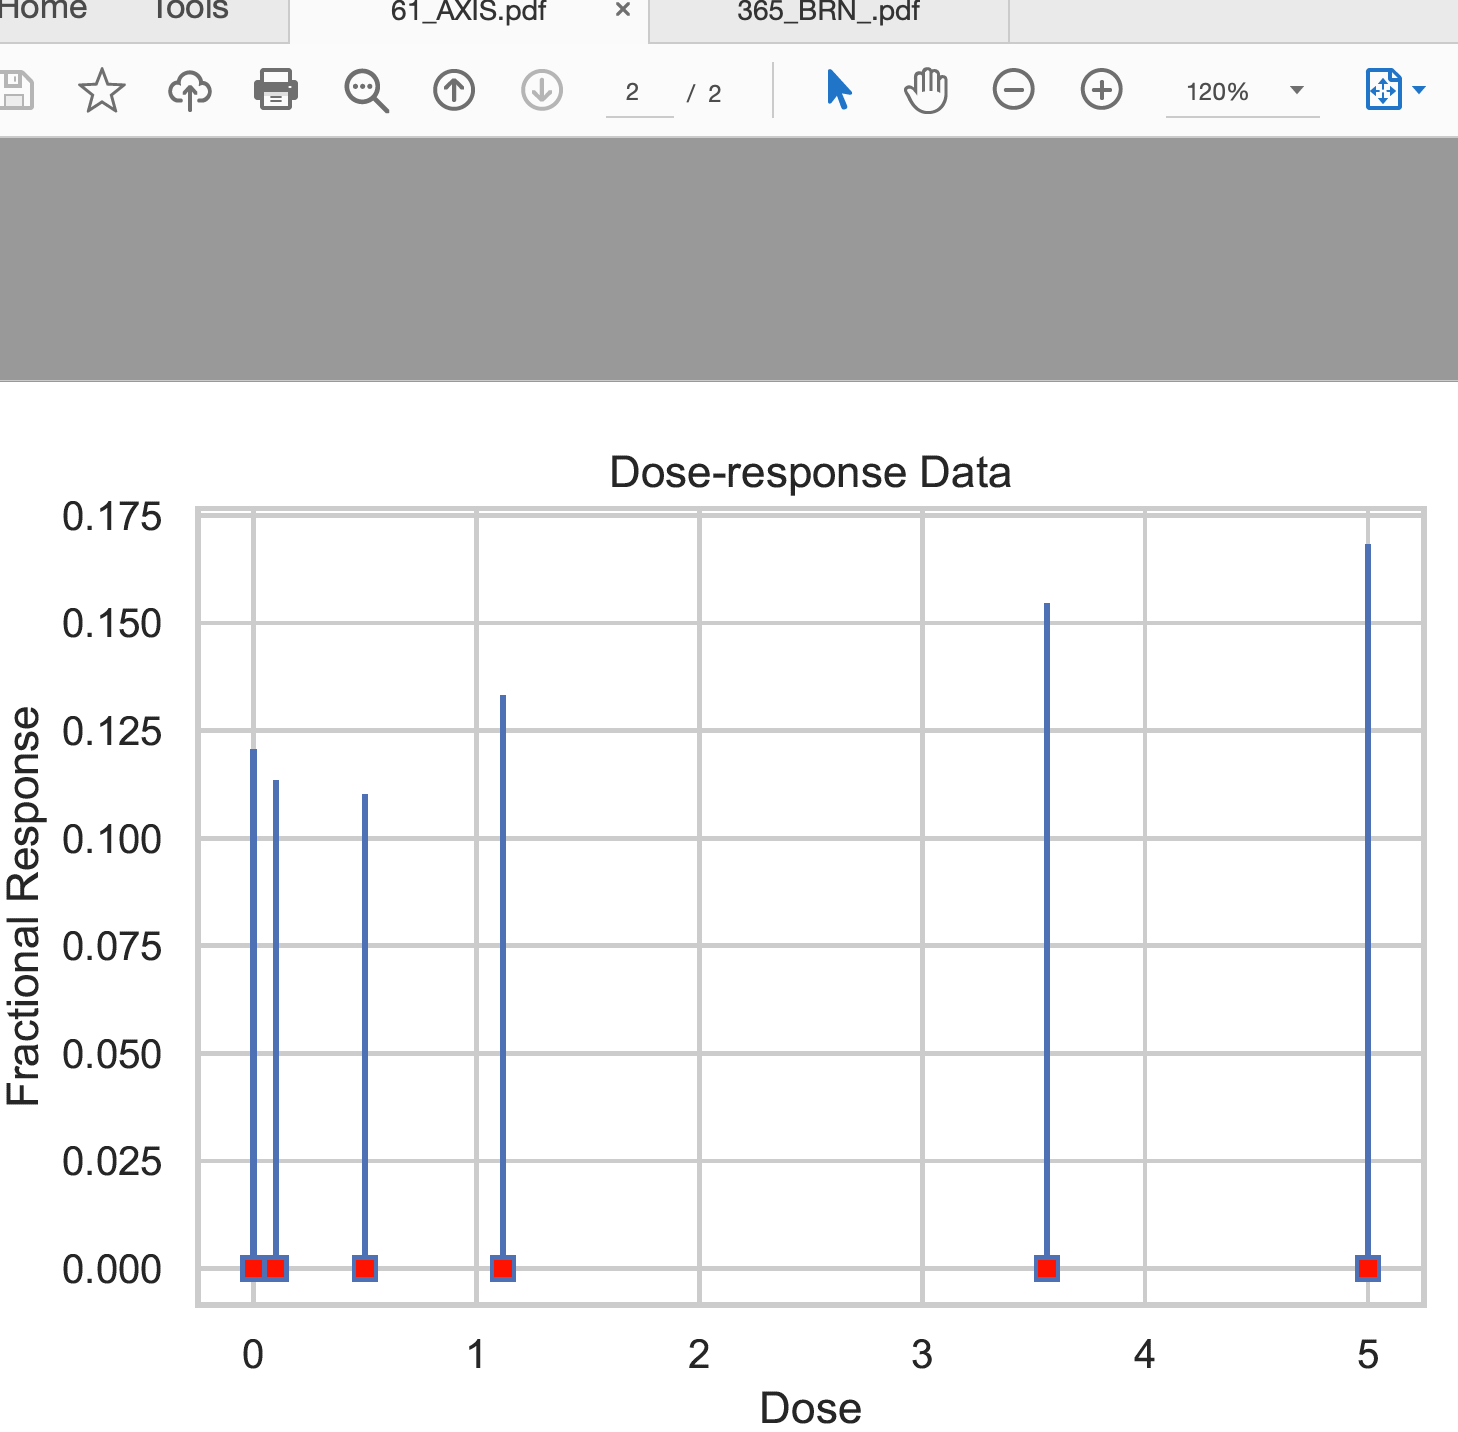 Home Tools 61_AXIS.pdf × 365_BRN_.pdf
2 / 2 120%
Dose-response Data
0.175
0.150
0.125
0.100
0.075
0.050
0.025
0.000
Fractional Response
0 1 2 3 4 5
Dose